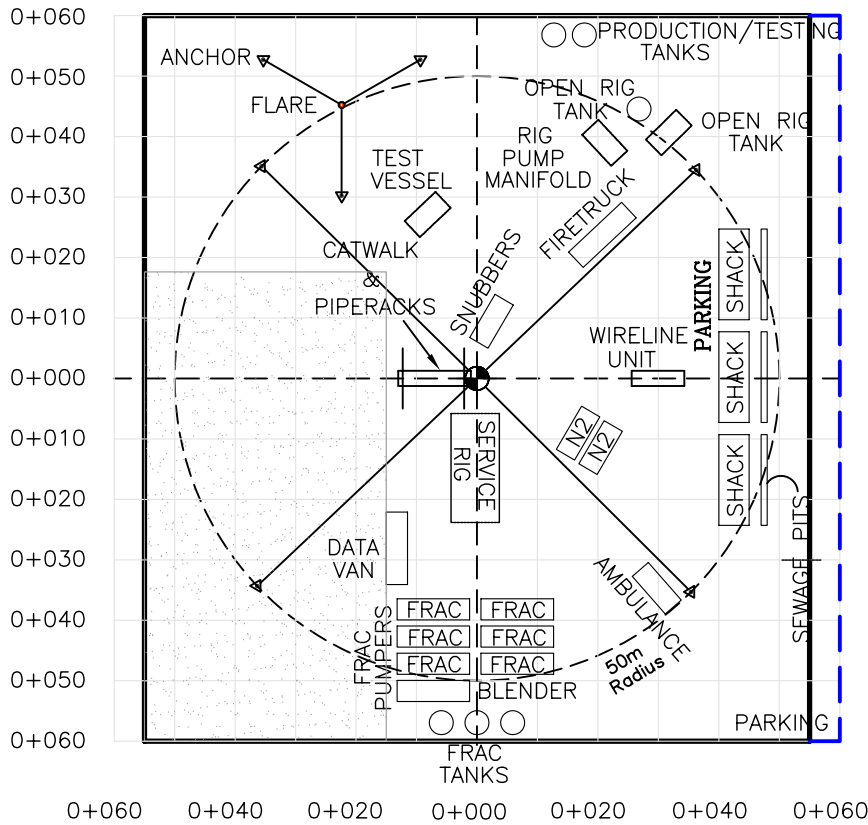 0+060
PRODUCTION/TESTING
TANKS
ANCHOR
0+050
OPEN RIG
TANK
FLARE
0+040
OPEN RIG
TANK
RIG
PUMP
MANIFOLD
TEST
VESSEL
0+030
FIRETRUCK
0+020
CATWALK
&
PIPERACKS
SNUBBERS
PARKING
SHACK
0+010
WIRELINE
UNIT
0+000
SHACK
0+010
SERVICE
RIG
N2
N2
SHACK
0+020
SEWAGE PITS
0+030
DATA
VAN
AMBULANCE
0+040
FRAC
PUMPERS
FRAC
FRAC
FRAC
FRAC
FRAC
FRAC
50m
Radius
0+050
BLENDER
0+060
PARKING
FRAC
TANKS
0+060
0+040
0+020
0+000
0+020
0+040
0+060